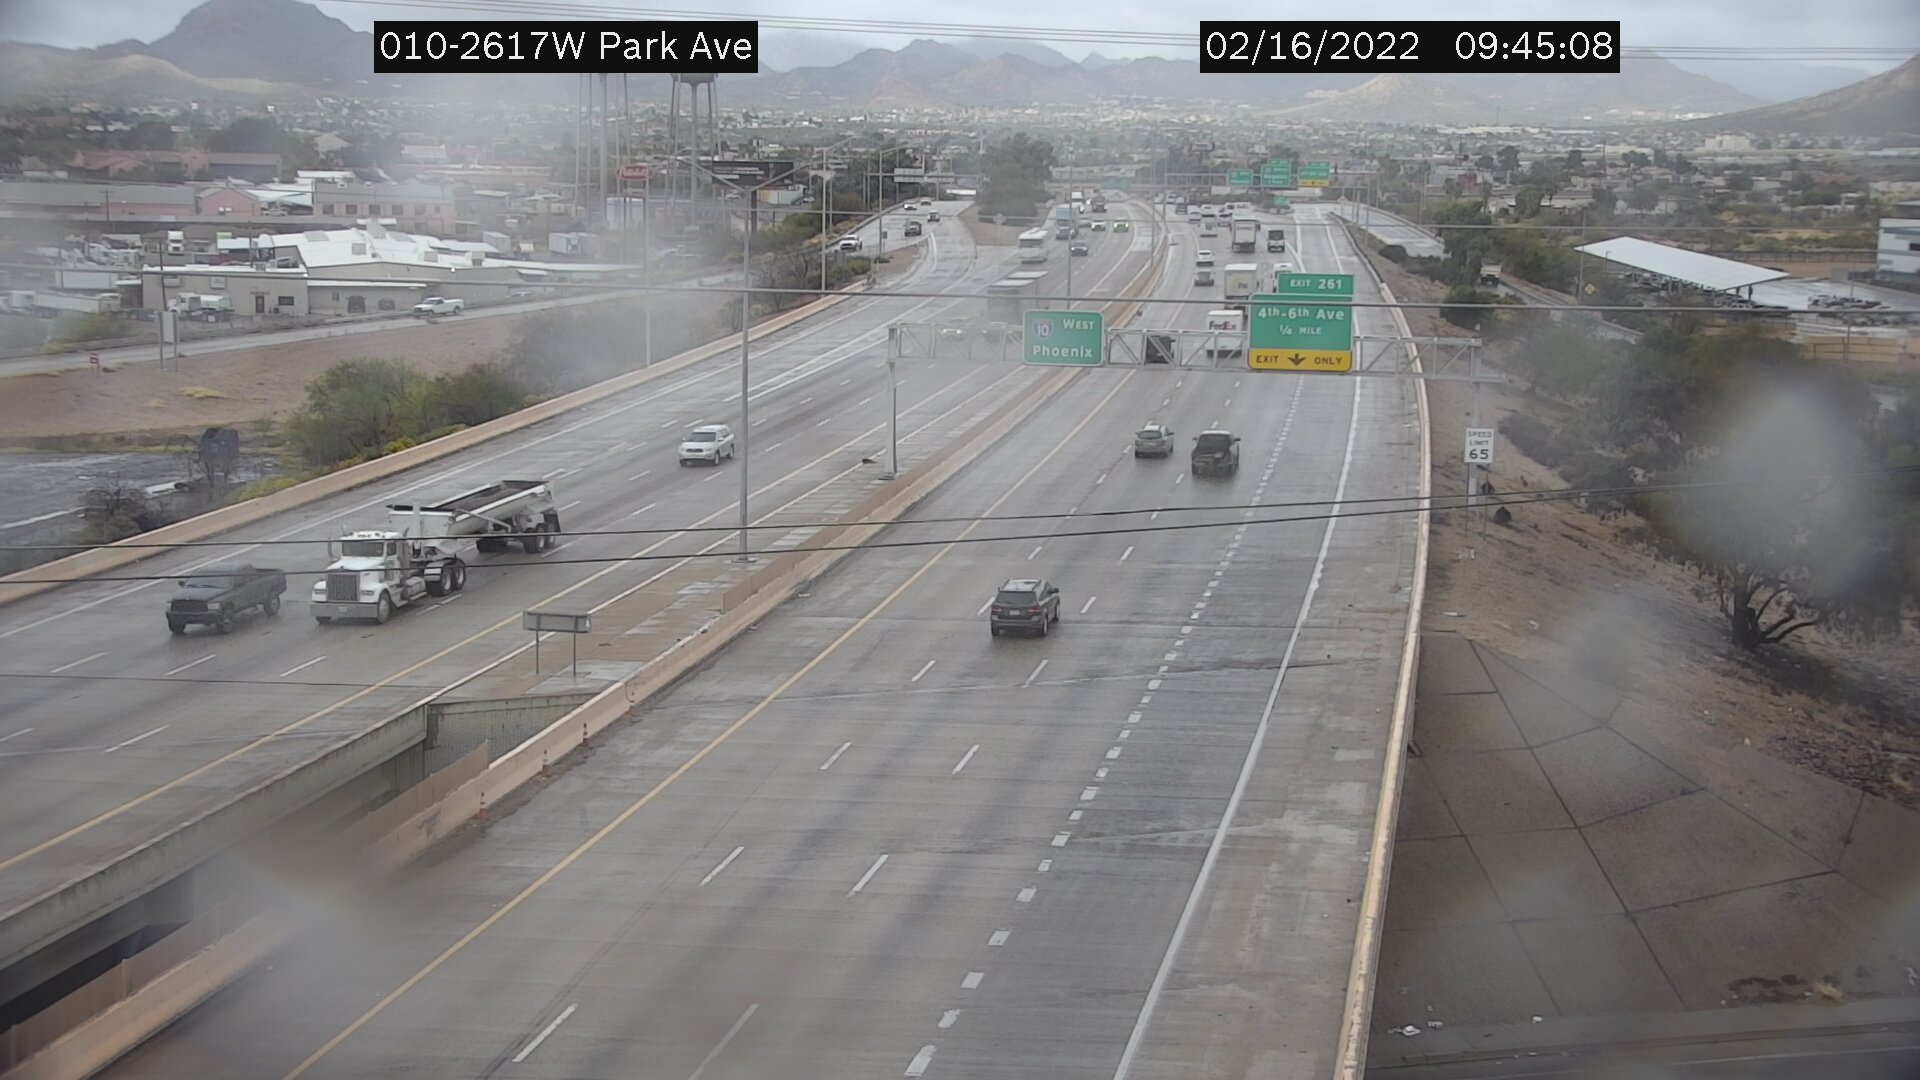 010-2617W Park Ave
02/16/2022 09:45:08
EXIT 261
4th-6th Ave
1/4 MILE
EXIT ONLY
10 WEST
Phoenix
FedEx
SPEED
LIMIT
65